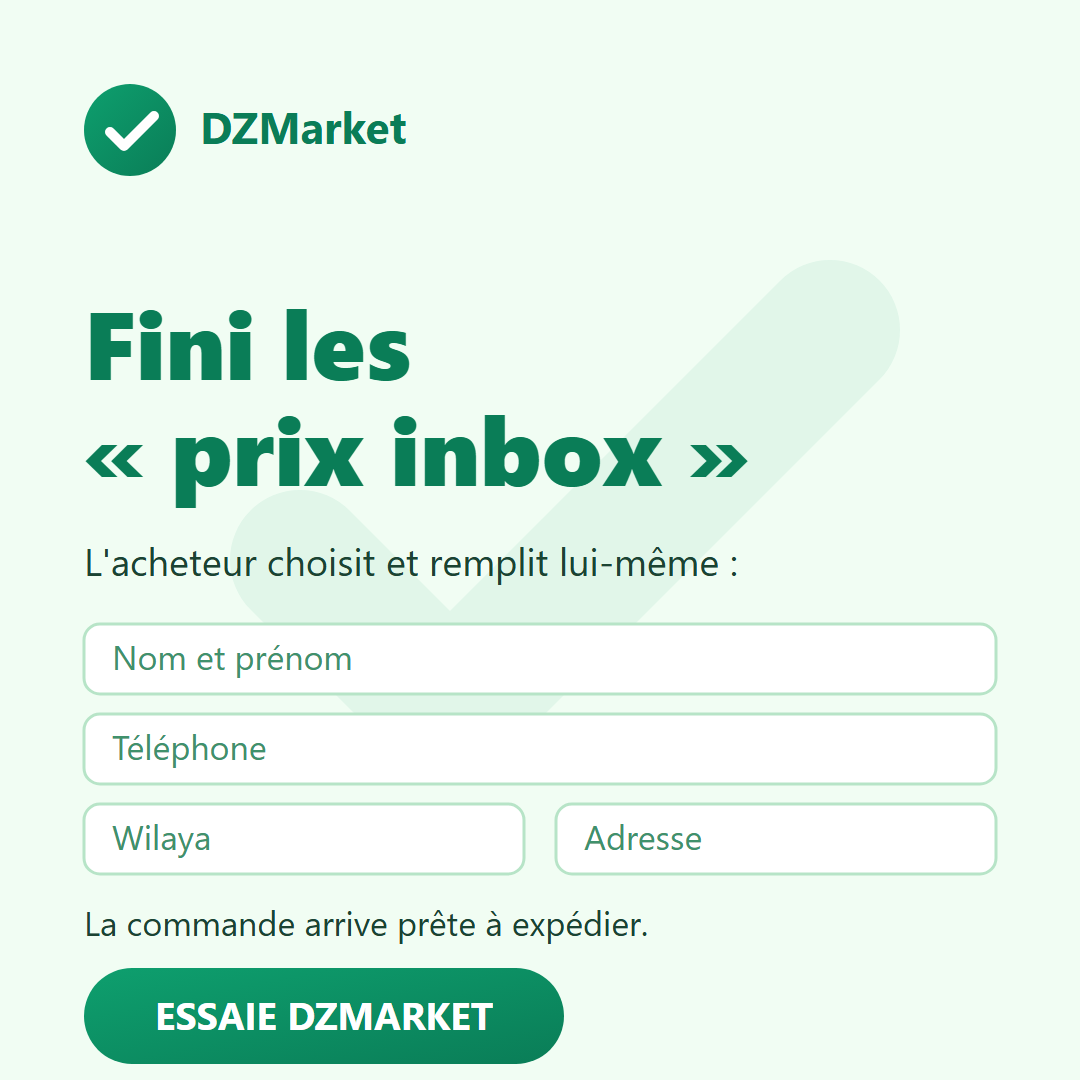 DZMarket
Fini les
« prix inbox »
L'acheteur choisit et remplit lui-même :
Nom et prénom
Téléphone
Wilaya
Adresse
La commande arrive prête à expédier.
ESSAIE DZMARKET